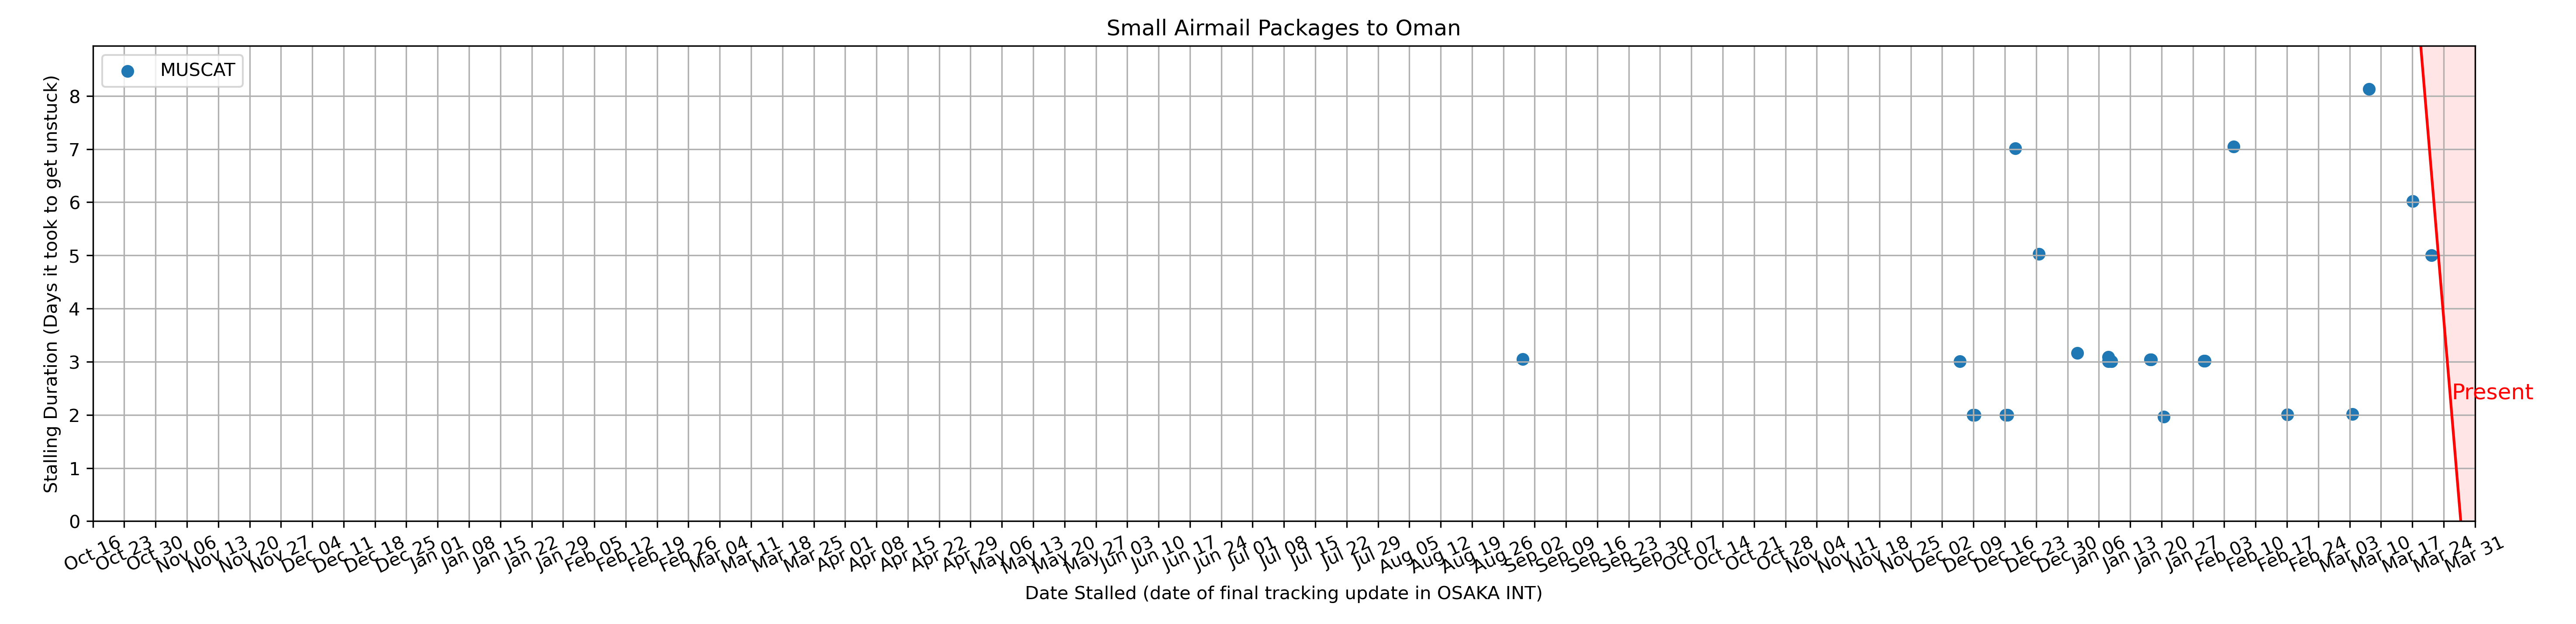 Small Airmail Packages to Oman
MUSCAT
Stalling Duration (Days it took to get unstuck)
8
7
6
5
4
3
2
1
0
Present
Oct 16 Oct 23 Oct 30 Nov 06 Nov 13 Nov 20 Nov 27 Dec 04 Dec 11 Dec 18 Dec 25 Jan 01 Jan 08 Jan 15 Jan 22 Jan 29 Feb 05 Feb 12 Feb 19 Feb 26 Mar 04 Mar 11 Mar 18 Mar 25 Apr 01 Apr 08 Apr 15 Apr 22 Apr 29 May 06 May 13 May 20 May 27 Jun 03 Jun 10 Jun 17 Jun 24 Jul 01 Jul 08 Jul 15 Jul 22 Jul 29 Aug 05 Aug 12 Aug 19 Aug 26 Sep 02 Sep 09 Sep 16 Sep 23 Sep 30 Oct 07 Oct 14 Oct 21 Oct 28 Nov 04 Nov 11 Nov 18 Nov 25 Dec 02 Dec 09 Dec 16 Dec 23 Dec 30 Jan 06 Jan 13 Jan 20 Jan 27 Feb 03 Feb 10 Feb 17 Feb 24 Mar 03 Mar 10 Mar 17 Mar 24 Mar 31
Date Stalled (date of final tracking update in OSAKA INT)